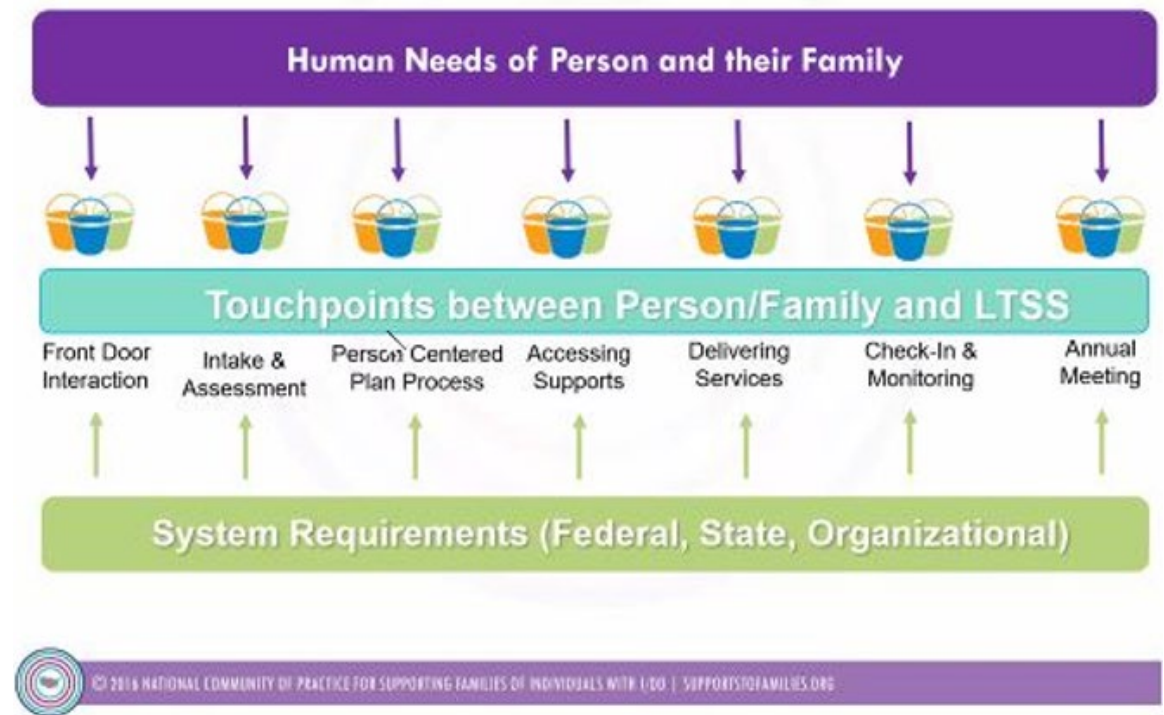 Human Needs of Person and their Family
Touchpoints between Person/Family and LTSS
Front Door
Interaction
Intake &
Assessment
Person Centered
Plan Process
Accessing
Supports
Delivering
Services
Check-In &
Monitoring
Annual
Meeting
System Requirements (Federal, State, Organizational)
© 2016 NATIONAL COMMUNITY OF PRACTICE FOR SUPPORTING FAMILIES OF INDIVIDUALS WITH I/DD | SUPPORTSTOFAMILIES.ORG